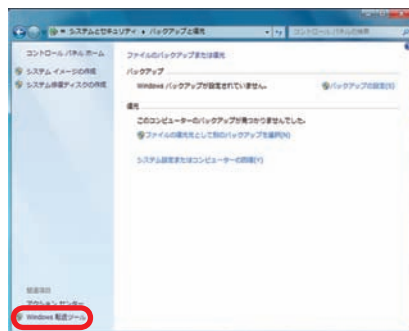 システムとセキュリティ ▸ バックアップと復元
コントロール パネルの検索
コントロール パネル ホーム
システム イメージの作成
システム修復ディスクの作成
ファイルのバックアップまたは復元
バックアップ
Windows バックアップが設定されていません。
バックアップの設定(S)
復元
このコンピューターのバックアップが見つかりませんでした。
ファイルの復元元として別のバックアップを選択(N)
システム設定またはコンピューターの回復(Y)
関連項目
アクション センター
Windows 転送ツール